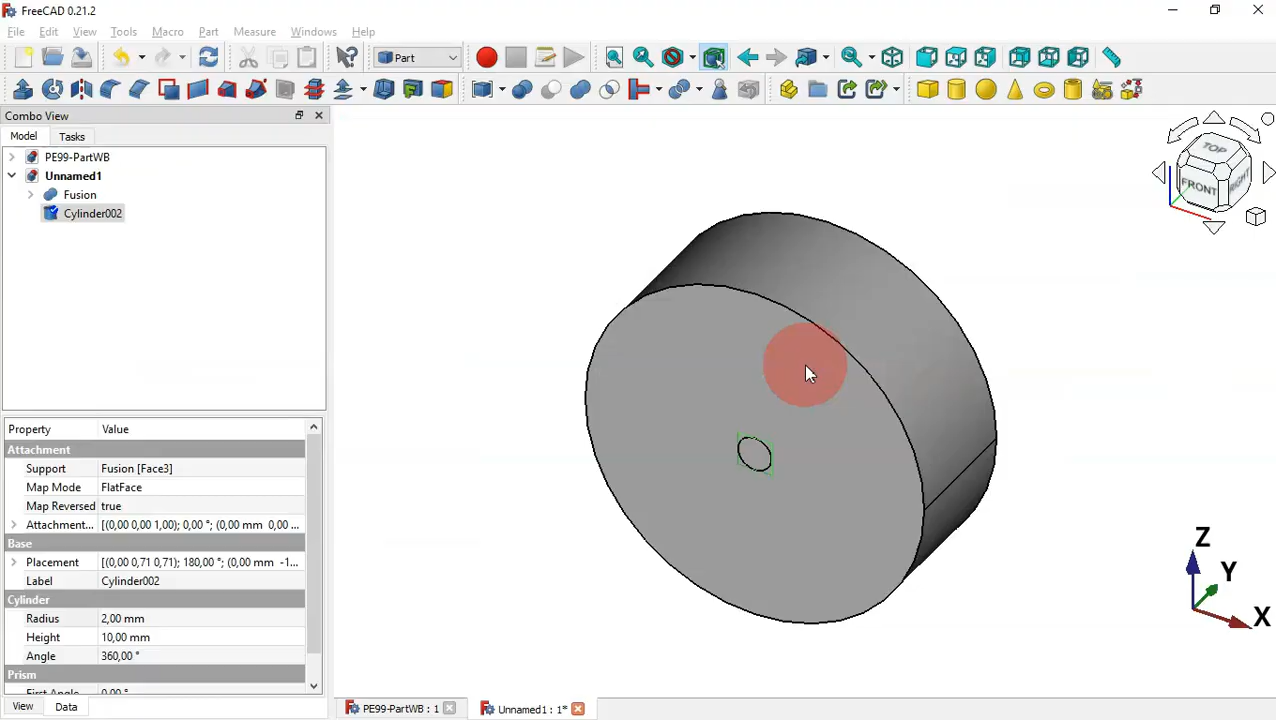 FreeCAD 0.21.2
File Edit View Tools Macro Part Measure Windows Help
Part
Combo View
Model Tasks
PE99-PartWB
Unnamed1
Fusion
Cylinder002
TOP
FRONT
RIGHT
Property Value
Attachment
Support Fusion [Face3]
Map Mode FlatFace
Map Reversed true
Attachment... [(0,00 0,00 1,00); 0,00 °; (0,00 mm 0,00 ...
Base
Placement [(0,00 0,71 0,71); 180,00 °; (0,00 mm -1...
Label Cylinder002
Cylinder
Radius 2,00 mm
Height 10,00 mm
Angle 360,00 °
Prism
First Angle 0,00 °
Z
Y
X
View Data
PE99-PartWB : 1
Unnamed1 : 1*